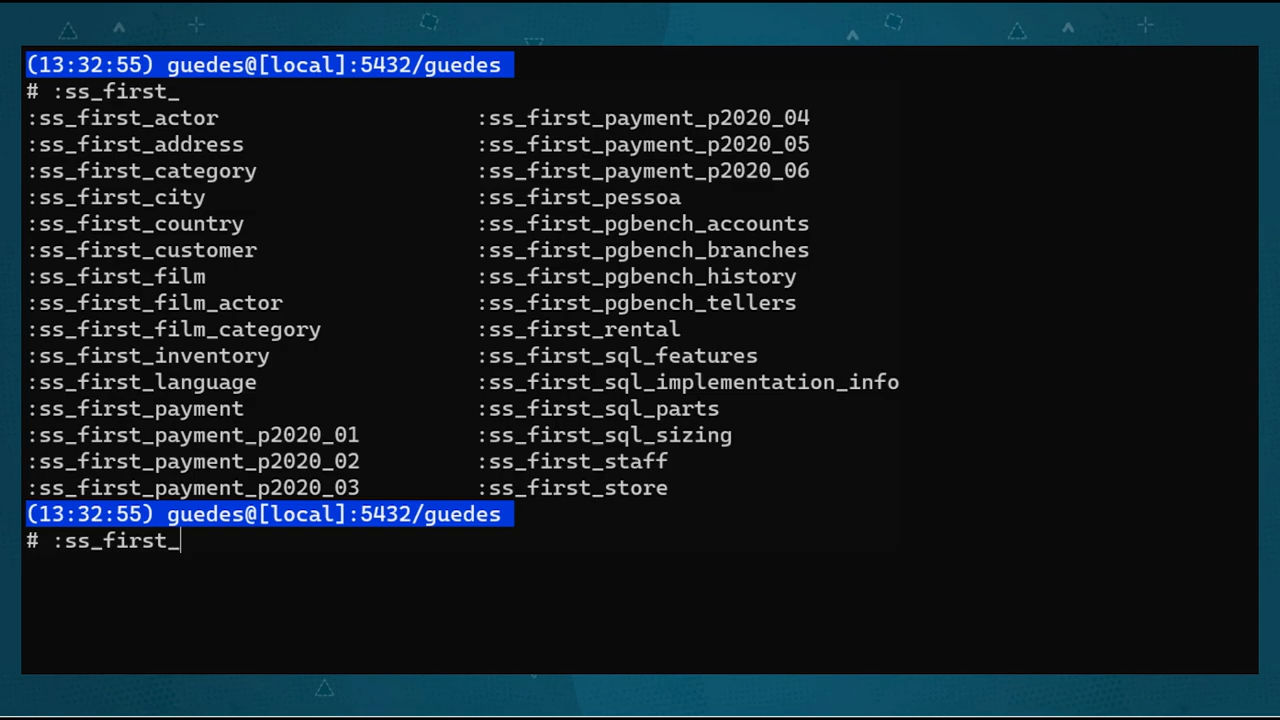 (13:32:55) guedes@[local]:5432/guedes
# :ss_first_
:ss_first_actor :ss_first_payment_p2020_04
:ss_first_address :ss_first_payment_p2020_05
:ss_first_category :ss_first_payment_p2020_06
:ss_first_city :ss_first_pessoa
:ss_first_country :ss_first_pgbench_accounts
:ss_first_customer :ss_first_pgbench_branches
:ss_first_film :ss_first_pgbench_history
:ss_first_film_actor :ss_first_pgbench_tellers
:ss_first_film_category :ss_first_rental
:ss_first_inventory :ss_first_sql_features
:ss_first_language :ss_first_sql_implementation_info
:ss_first_payment :ss_first_sql_parts
:ss_first_payment_p2020_01 :ss_first_sql_sizing
:ss_first_payment_p2020_02 :ss_first_staff
:ss_first_payment_p2020_03 :ss_first_store
(13:32:55) guedes@[local]:5432/guedes
# :ss_first_